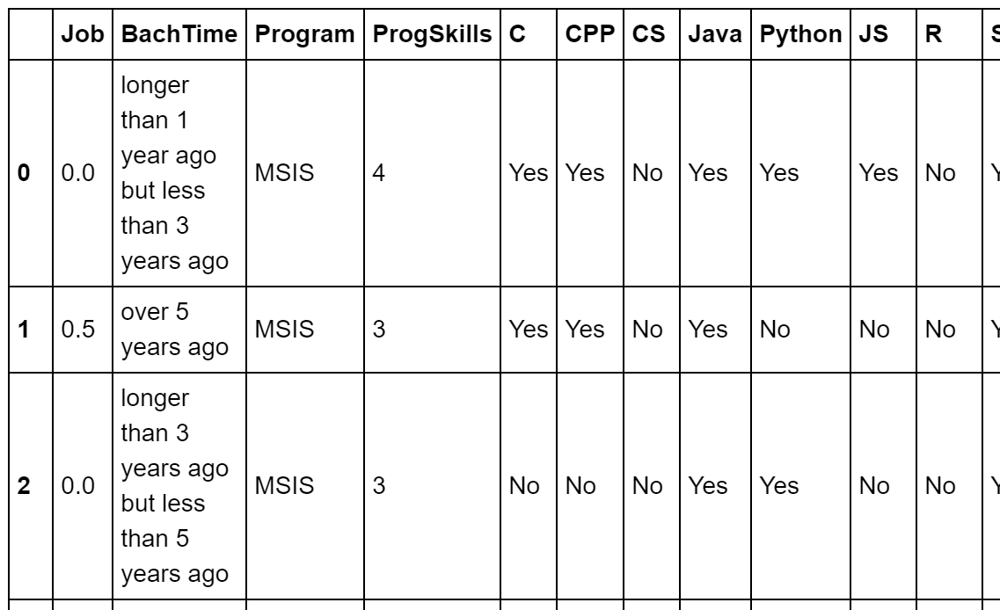 Job BachTime Program ProgSkills C CPP CS Java Python JS R
longer
than 1
year ago
0 0.0 but less MSIS 4 Yes Yes No Yes Yes Yes No
than 3
years ago
over 5
1 0.5 years ago MSIS 3 Yes Yes No Yes No No No
longer
than 3
years ago
2 0.0 but less MSIS 3 No No No Yes Yes No No
than 5
years ago